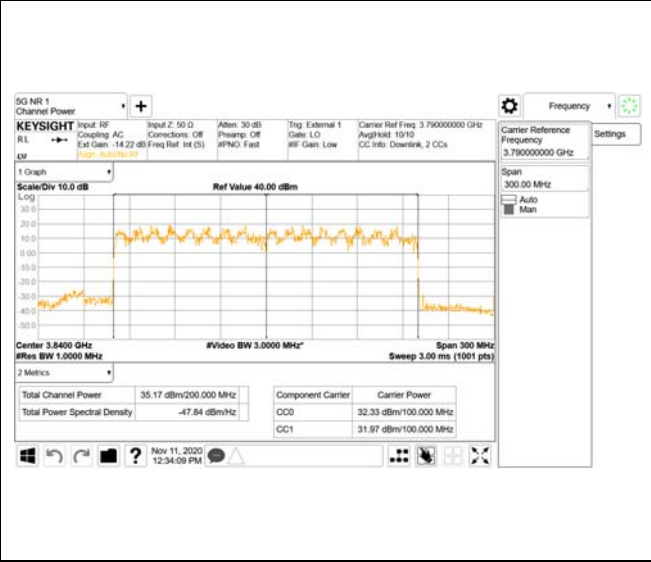 5G NR 1
Channel Power
Frequency
KEYSIGHT
RL
Input: RF
Coupling: AC
Ext Gain: -14.22 dB
Align: Auto/No RF
Input Z: 50 Ω
Corrections: Off
Freq Ref: Int (S)
Atten: 30 dB
Preamp: Off
#PNO: Fast
Trig: External 1
Gate: LO
#IF Gain: Low
Carrier Ref Freq: 3.790000000 GHz
Avg|Hold: 10/10
CC Info: Downlink, 2 CCs
Carrier Reference
Frequency
3.790000000 GHz
Settings
Span
300.00 MHz
Auto
Man
1 Graph
Scale/Div 10.0 dB
Ref Value 40.00 dBm
Log
30.0
20.0
10.0
0.00
-10.0
-20.0
-30.0
-40.0
-50.0
Center 3.8400 GHz
#Video BW 3.0000 MHz*
Span 300 MHz
#Res BW 1.0000 MHz
Sweep 3.00 ms (1001 pts)
2 Metrics
Total Channel Power 35.17 dBm/200.000 MHz
Total Power Spectral Density -47.84 dBm/Hz
Component Carrier Carrier Power
CC0 32.33 dBm/100.000 MHz
CC1 31.97 dBm/100.000 MHz
?
Nov 11, 2020
12:34:09 PM